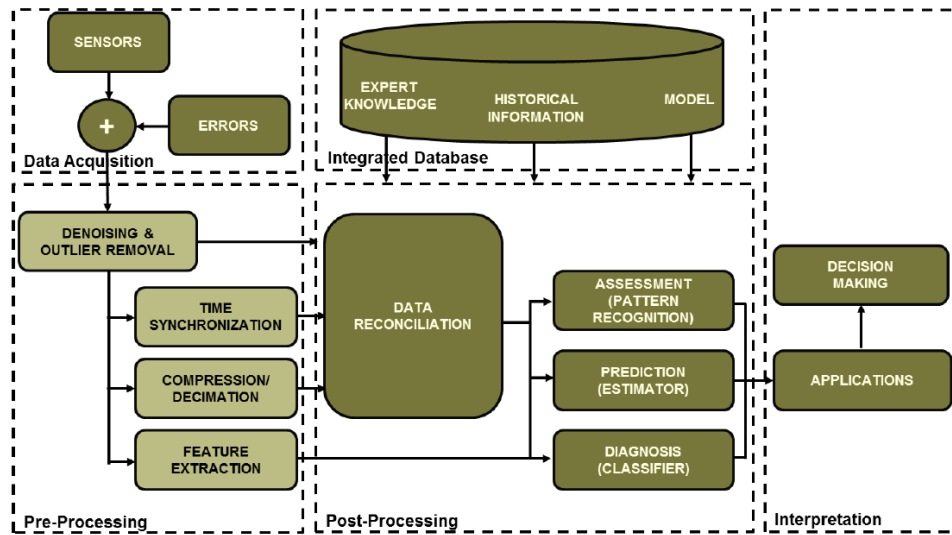 SENSORS
+
ERRORS
Data Acquisition
EXPERT
KNOWLEDGE
HISTORICAL
INFORMATION
MODEL
Integrated Database
DENOISING &
OUTLIER REMOVAL
TIME
SYNCHRONIZATION
COMPRESSION/
DECIMATION
FEATURE
EXTRACTION
Pre-Processing
DATA
RECONCILIATION
ASSESSMENT
(PATTERN
RECOGNITION)
PREDICTION
(ESTIMATOR)
DIAGNOSIS
(CLASSIFIER)
Post-Processing
DECISION
MAKING
APPLICATIONS
Interpretation